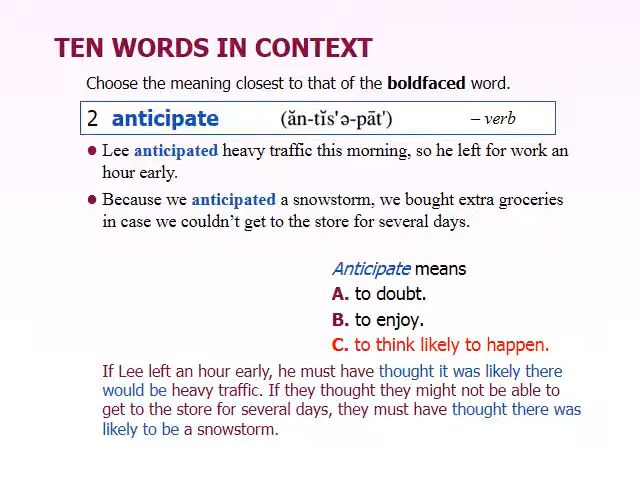 TEN WORDS IN CONTEXT
Choose the meaning closest to that of the boldfaced word.
2 anticipate (ăn-tĭs'ə-pāt') – verb
• Lee anticipated heavy traffic this morning, so he left for work an
hour early.
• Because we anticipated a snowstorm, we bought extra groceries
in case we couldn't get to the store for several days.
Anticipate means
A. to doubt.
B. to enjoy.
C. to think likely to happen.
If Lee left an hour early, he must have thought it was likely there
would be heavy traffic. If they thought they might not be able to
get to the store for several days, they must have thought there was
likely to be a snowstorm.